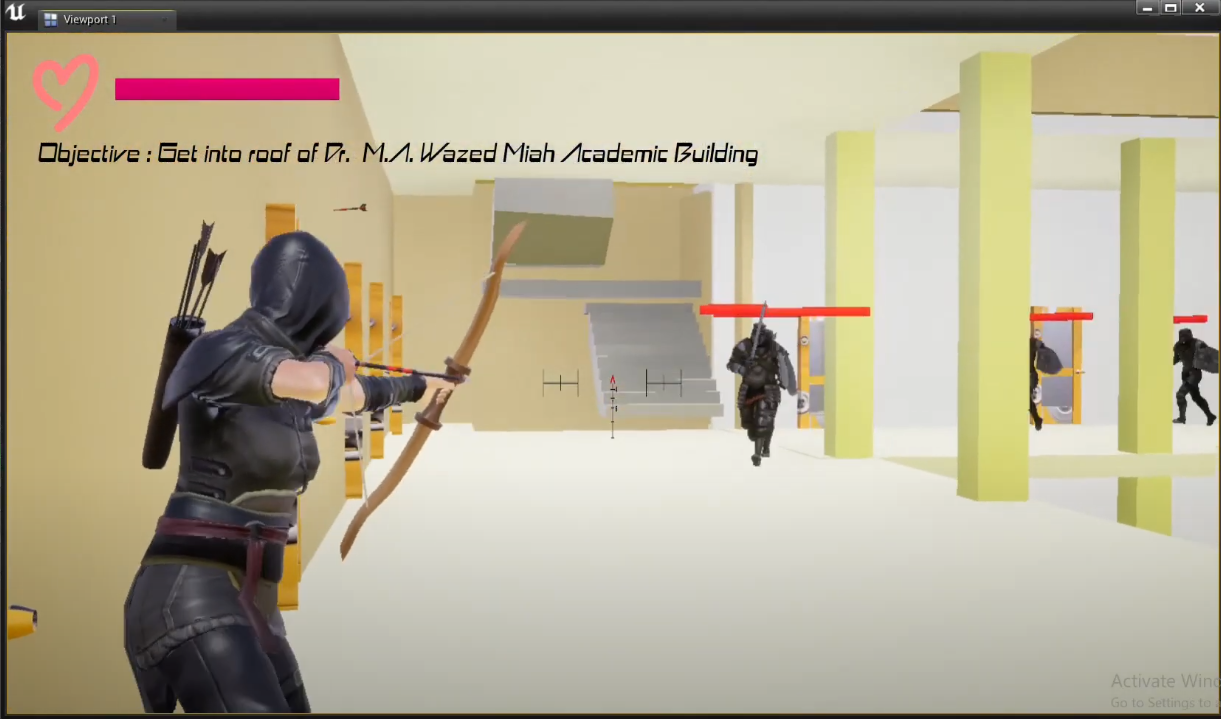 Viewport 1
Objective : Get into roof of Dr. M.A. Wazed Miah Academic Building
Activate Wind
Go to Settings to a